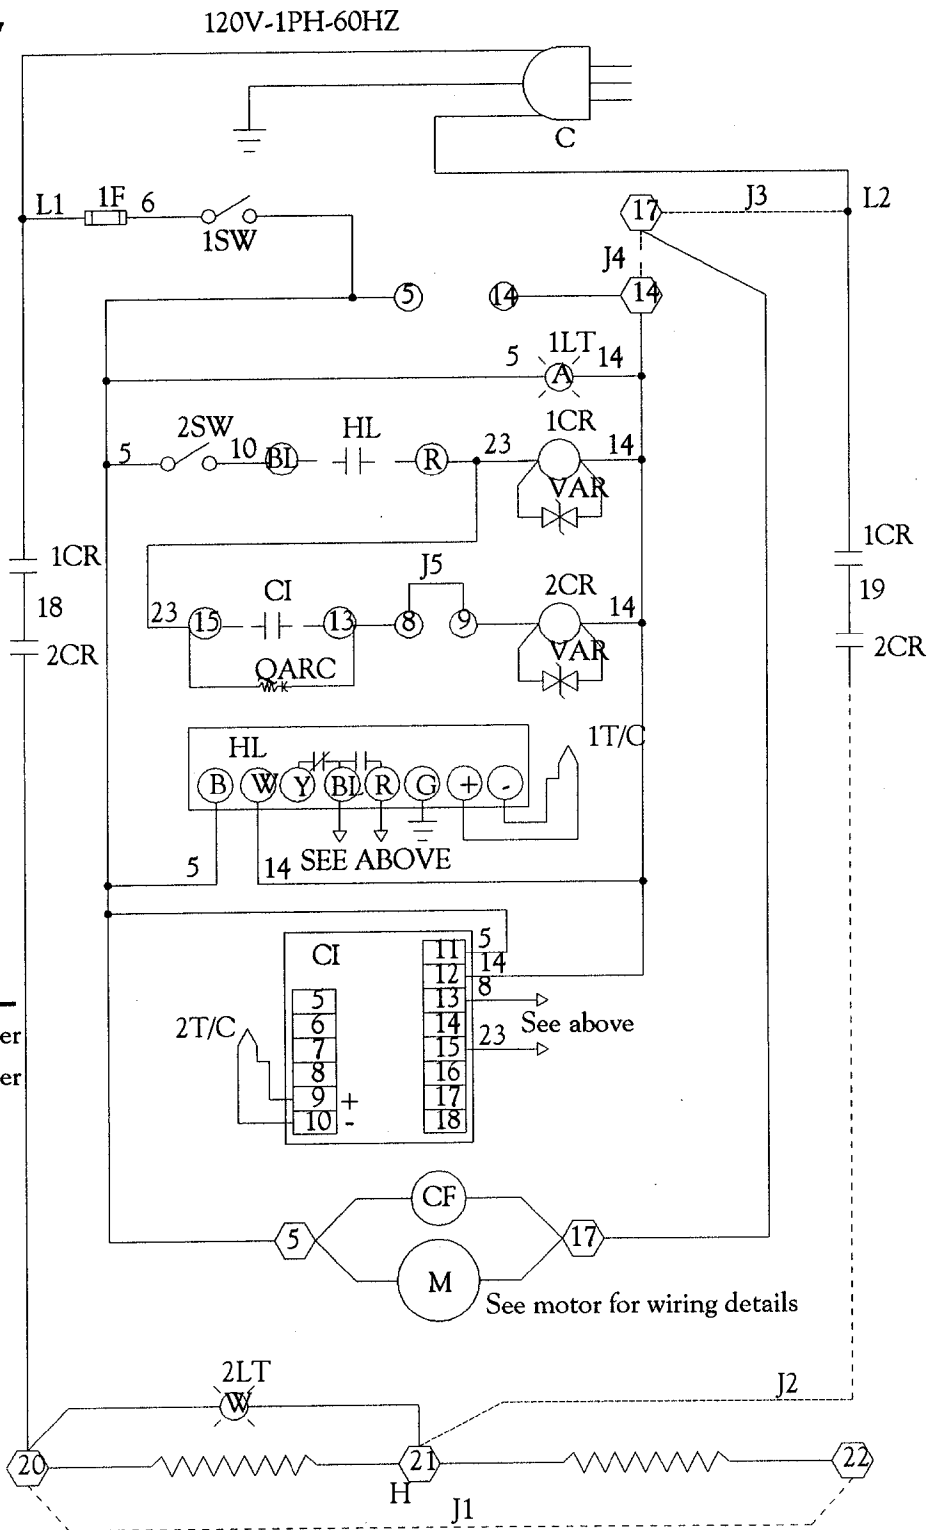 120V-1PH-60HZ
C
L1 1F 6
1SW
17 J3 L2
J4
5 14 14
1LT
5 A 14
2SW HL 1CR
5 10 BL R 23 14
VAR
1CR 1CR
J5
CI 2CR
18 19
23 15 13 8 9 14
2CR 2CR
VAR
QARC
HL 1T/C
B W Y BL R G + -
SEE ABOVE
5 14
CI
11 5
12 14
5 13 8
6 14 See above
2T/C
7 15 23
8 16
9 + 17
10 - 18
er
er
CF
5 17
M
See motor for wiring details
2LT
W
J2
20 21 22
H
J1